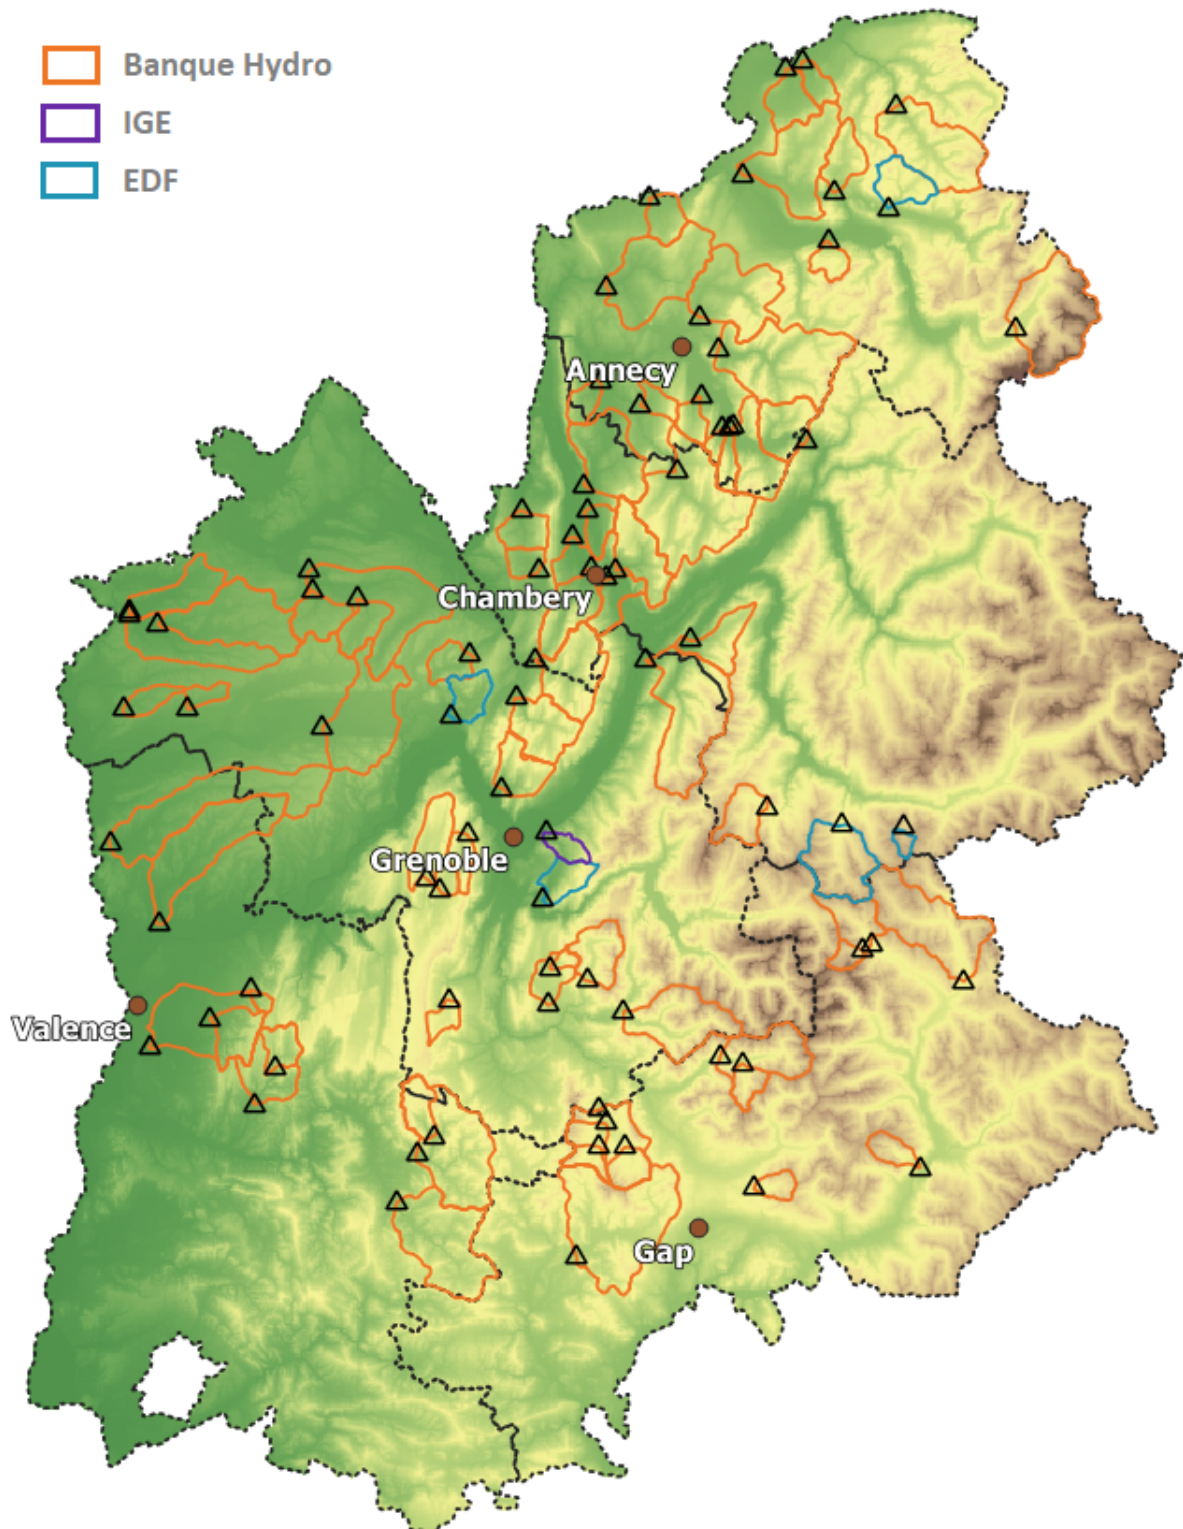 Banque Hydro
IGE
EDF
Annecy
Chambery
Grenoble
Valence
Gap